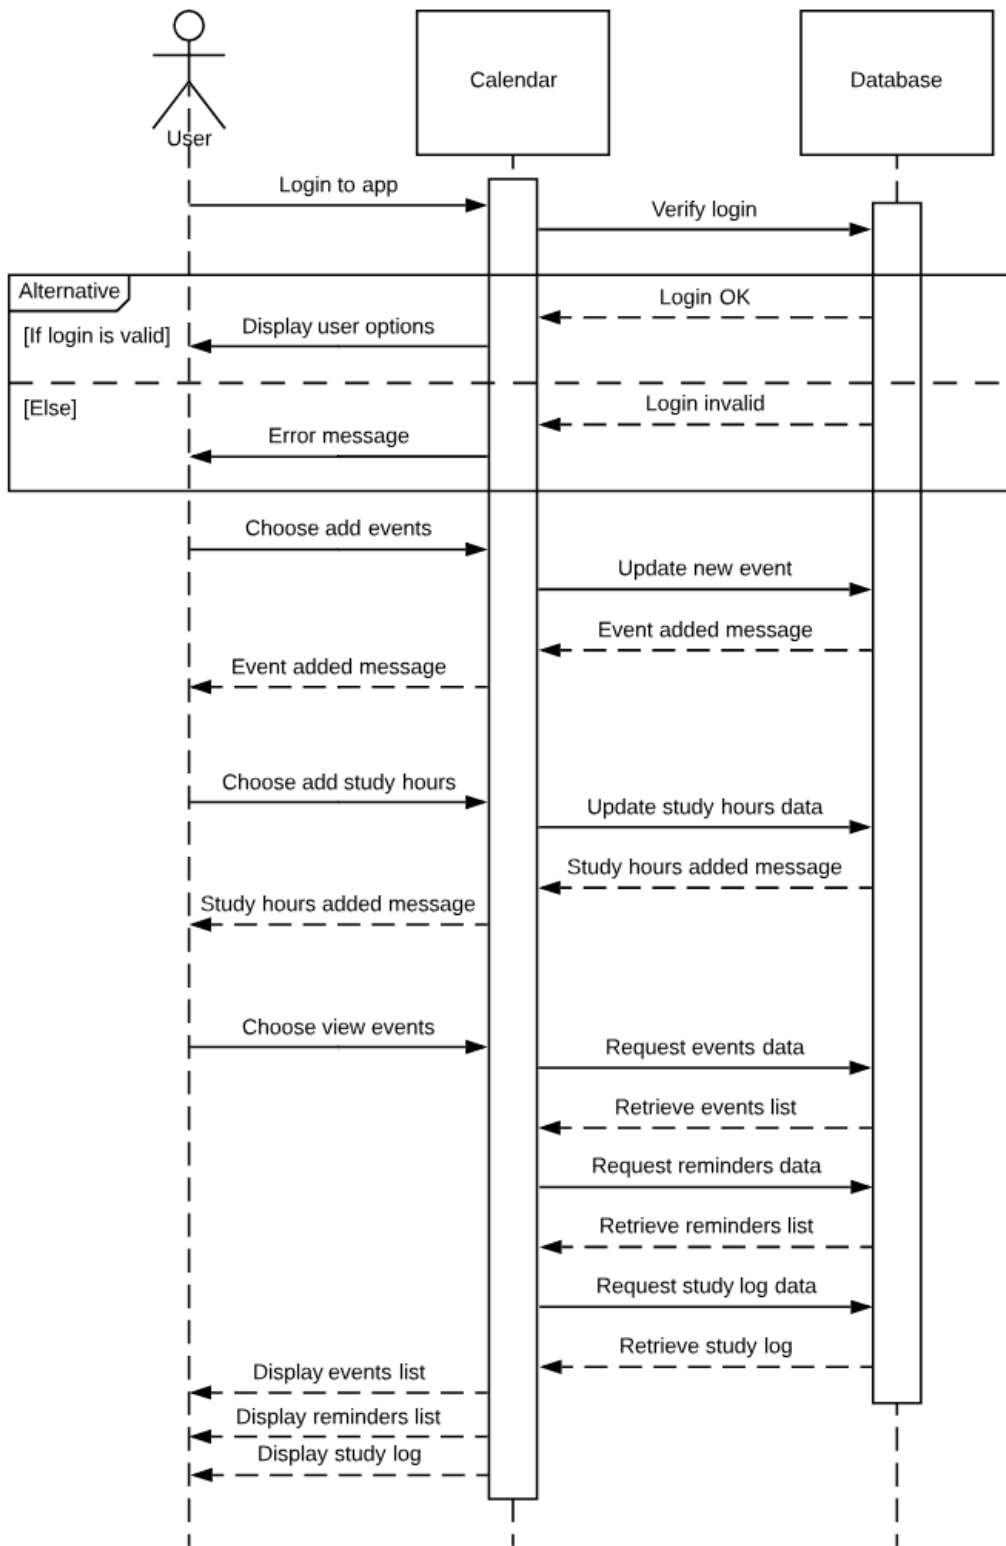 User
Calendar
Database
Login to app
Verify login
Alternative
Login OK
[If login is valid]
Display user options
[Else]
Login invalid
Error message
Choose add events
Update new event
Event added message
Event added message
Choose add study hours
Update study hours data
Study hours added message
Study hours added message
Choose view events
Request events data
Retrieve events list
Request reminders data
Retrieve reminders list
Request study log data
Retrieve study log
Display events list
Display reminders list
Display study log